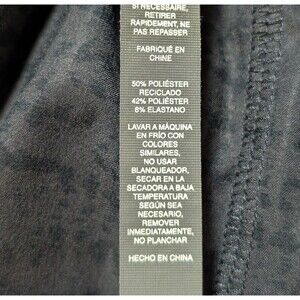 SI NÉCESSAIRE,
RETIRER
RAPIDEMENT, NE
PAS REPASSER
FABRIQUÉ EN
CHINE
50% POLIÉSTER
RECICLADO
42% POLIÉSTER
8% ELASTANO
LAVAR A MÁQUINA
EN FRÍO CON
COLORES
SIMILARES,
NO USAR
BLANQUEADOR,
SECAR EN LA
SECADORA A BAJA
TEMPERATURA
SEGÚN SEA
NECESARIO,
REMOVER
INMEDIATAMENTE,
NO PLANCHAR
HECHO EN CHINA